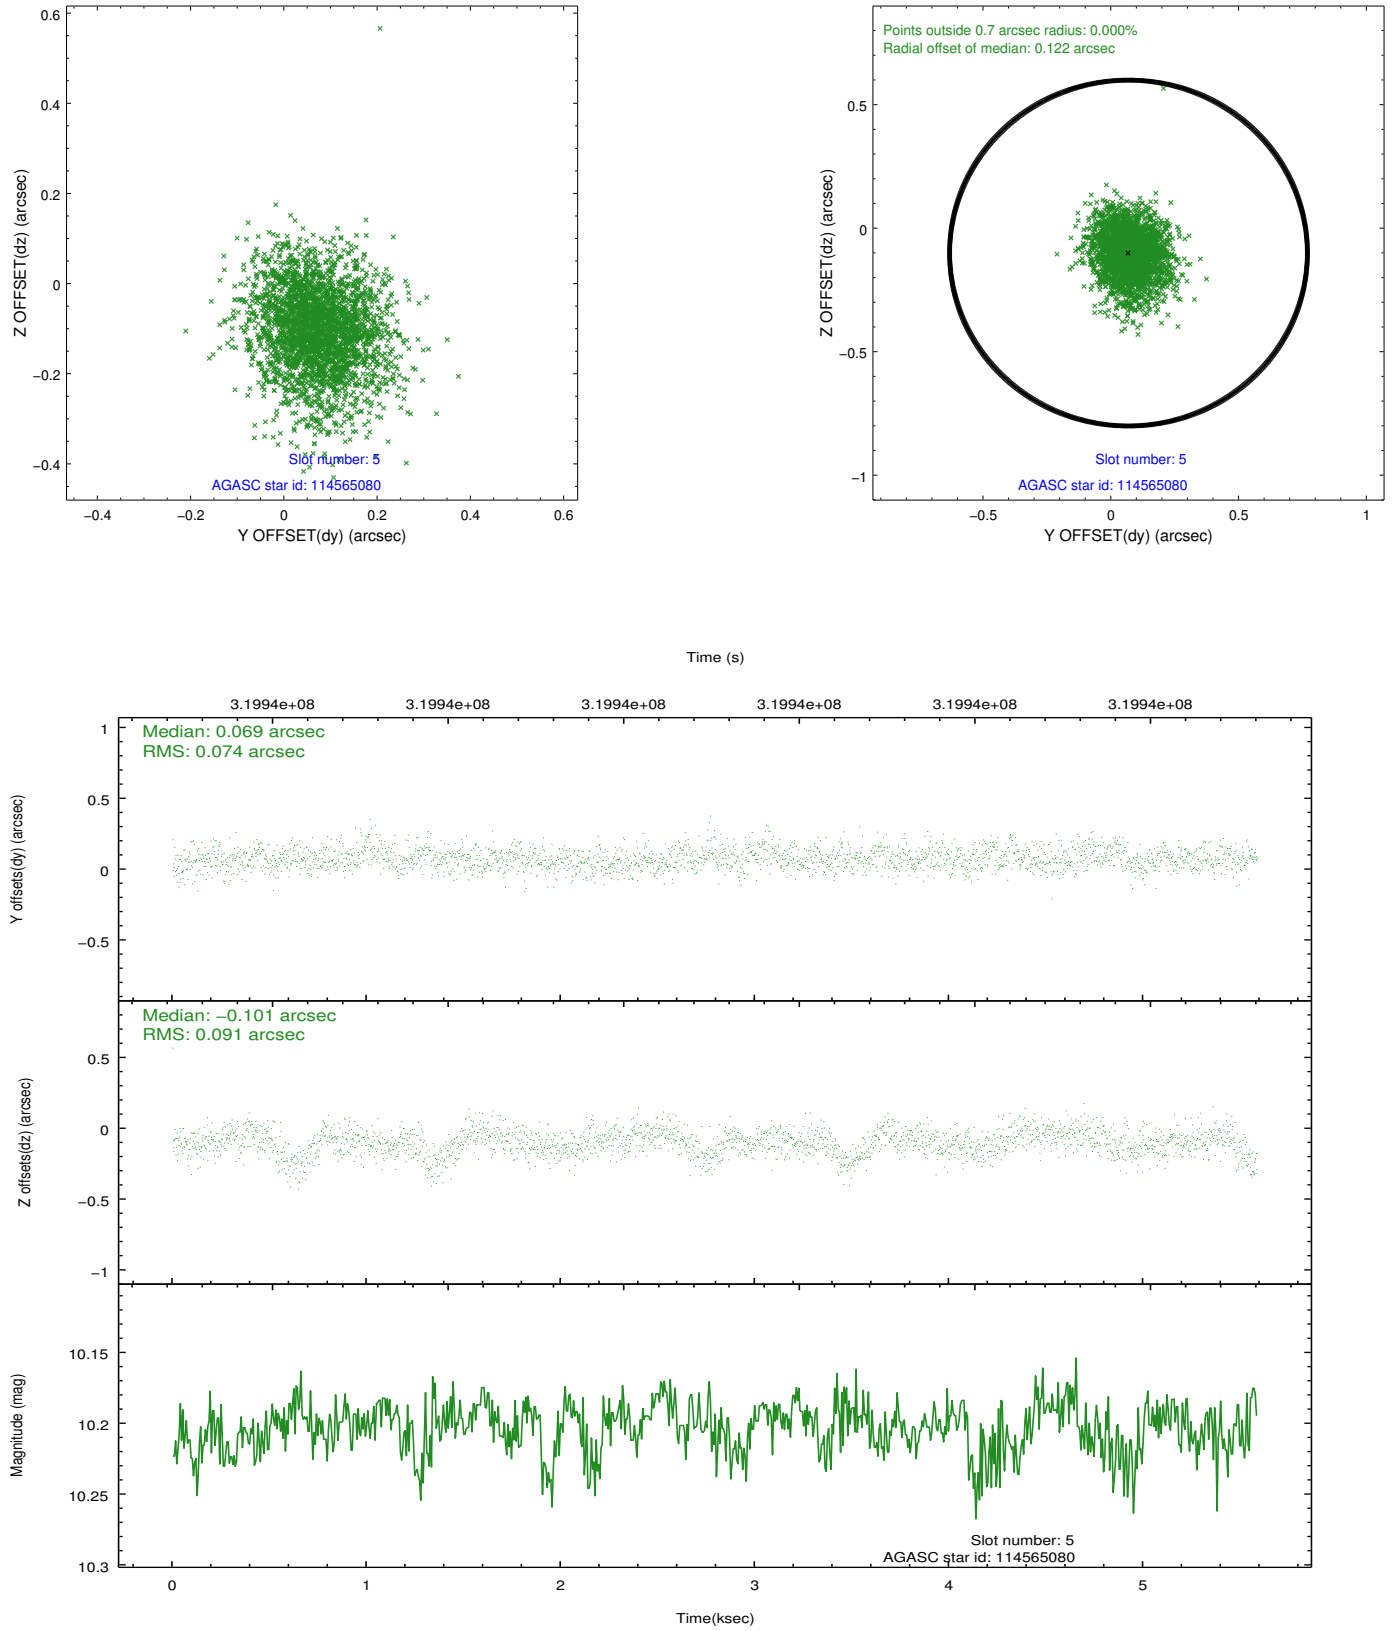 0.6
0.4
0.2
0
−0.2
−0.4
Z OFFSET(dz) (arcsec)
Slot number: 5
AGASC star id: 114565080
−0.4 −0.2 0 0.2 0.4 0.6
Y OFFSET(dy) (arcsec)
Points outside 0.7 arcsec radius: 0.000%
Radial offset of median: 0.122 arcsec
0.5
0
−0.5
−1
Z OFFSET(dz) (arcsec)
Slot number: 5
AGASC star id: 114565080
−0.5 0 0.5 1
Y OFFSET(dy) (arcsec)
Time (s)
3.1994e+08 3.1994e+08 3.1994e+08 3.1994e+08 3.1994e+08 3.1994e+08
Median: 0.069 arcsec
RMS: 0.074 arcsec
1
0.5
0
−0.5
Y offsets(dy) (arcsec)
Median: −0.101 arcsec
RMS: 0.091 arcsec
0.5
0
−0.5
−1
Z offsets(dz) (arcsec)
10.15
10.2
10.25
10.3
Magnitude (mag)
Slot number: 5
AGASC star id: 114565080
0 1 2 3 4 5
Time(ksec)